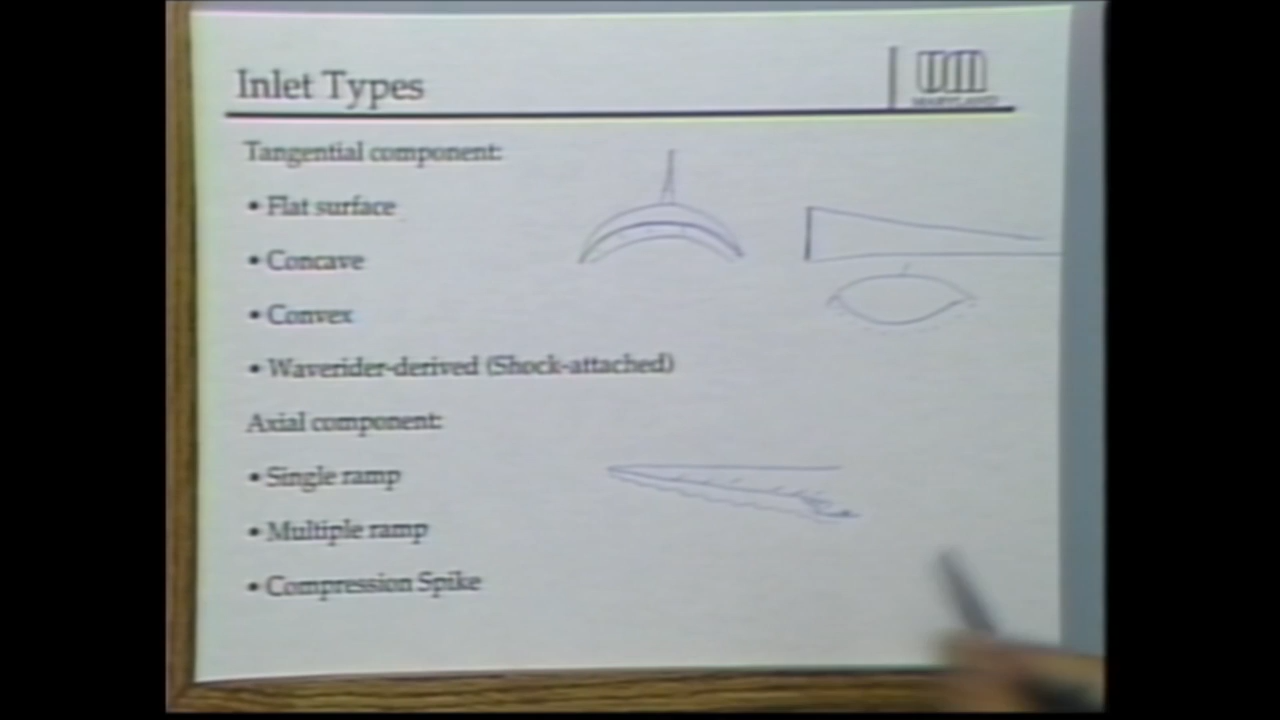 Inlet Types
MARYLAND
Tangential component:
• Flat surface
• Concave
• Convex
• Waverider-derived (Shock-attached)
Axial component:
• Single ramp
• Multiple ramp
• Compression Spike